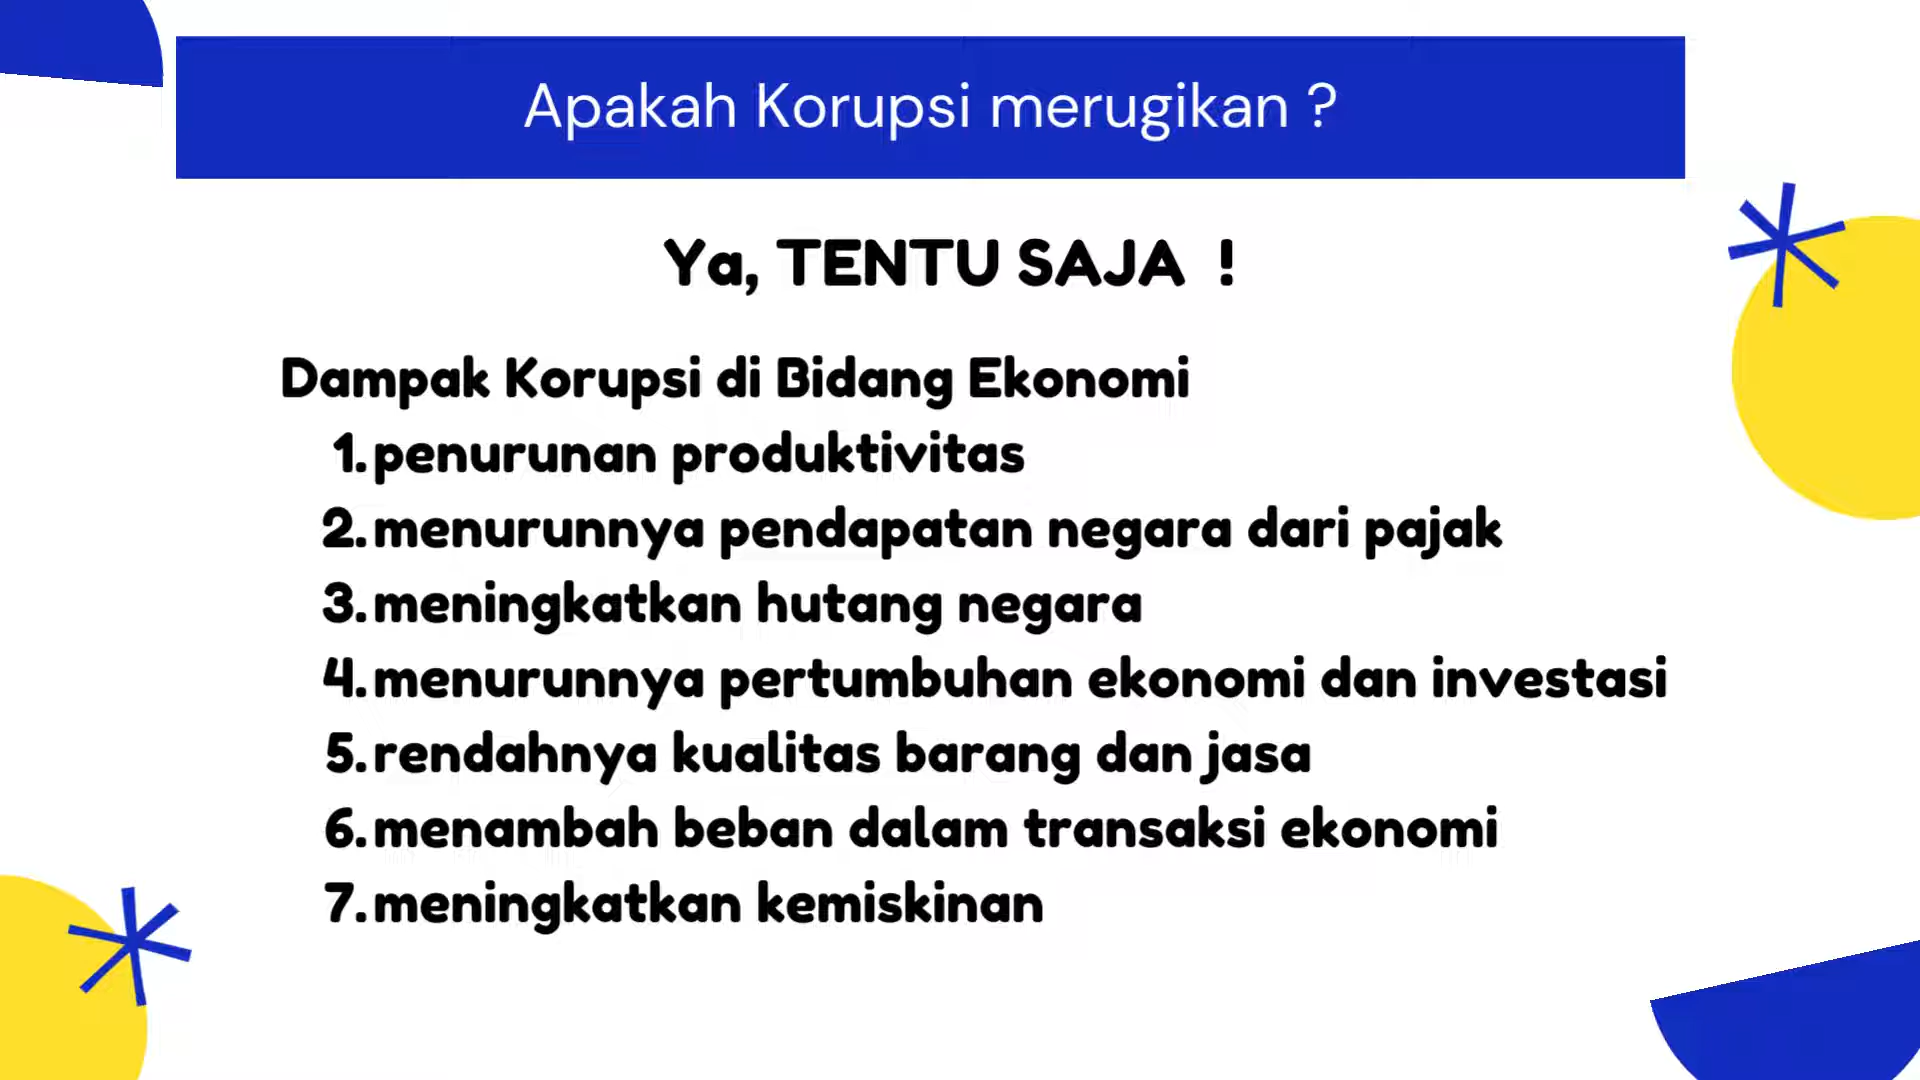 Apakah Korupsi merugikan ?
Ya, TENTU SAJA !
Dampak Korupsi di Bidang Ekonomi
1. penurunan produktivitas
2. menurunnya pendapatan negara dari pajak
3. meningkatkan hutang negara
4. menurunnya pertumbuhan ekonomi dan investasi
5. rendahnya kualitas barang dan jasa
6. menambah beban dalam transaksi ekonomi
7. meningkatkan kemiskinan